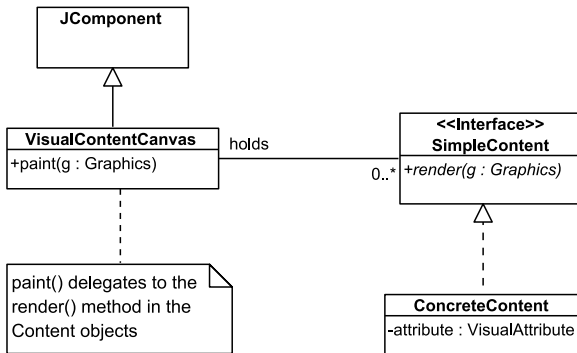 JComponent
VisualContentCanvas
+paint(g : Graphics)
holds
0..*
<<Interface>>
SimpleContent
+render(g : Graphics)
paint() delegates to the
render() method in the
Content objects
ConcreteContent
-attribute : VisualAttribute